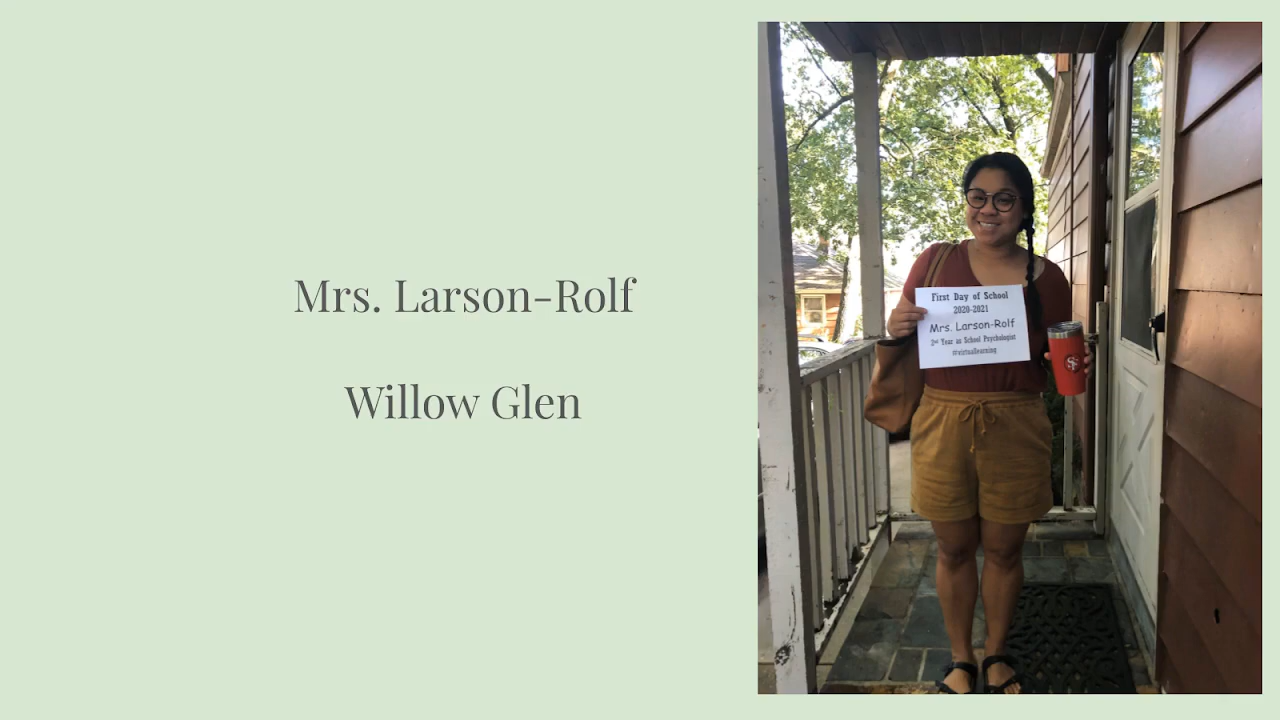 Mrs. Larson-Rolf
Willow Glen
First Day of School
2020-2021
Mrs. Larson-Rolf
2nd Year as School Psychologist
#virtuallearning